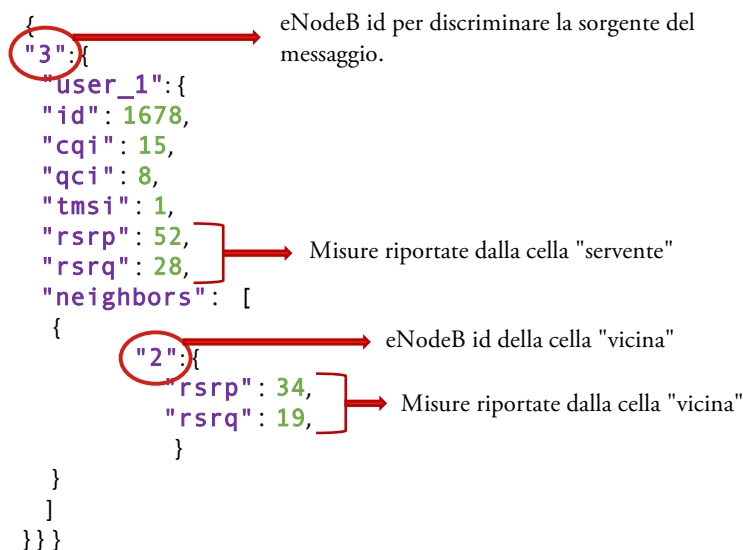 {
eNodeB id per discriminare la sorgente del
messaggio.
"3":{
"user_1":{
"id": 1678,
"cqi": 15,
"qci": 8,
"tmsi": 1,
"rsrp": 52,
"rsrq": 28,
Misure riportate dalla cella "servente"
"neighbors": [
{
eNodeB id della cella "vicina"
"2":{
"rsrp": 34,
"rsrq": 19,
Misure riportate dalla cella "vicina"
}
}
]
}}}